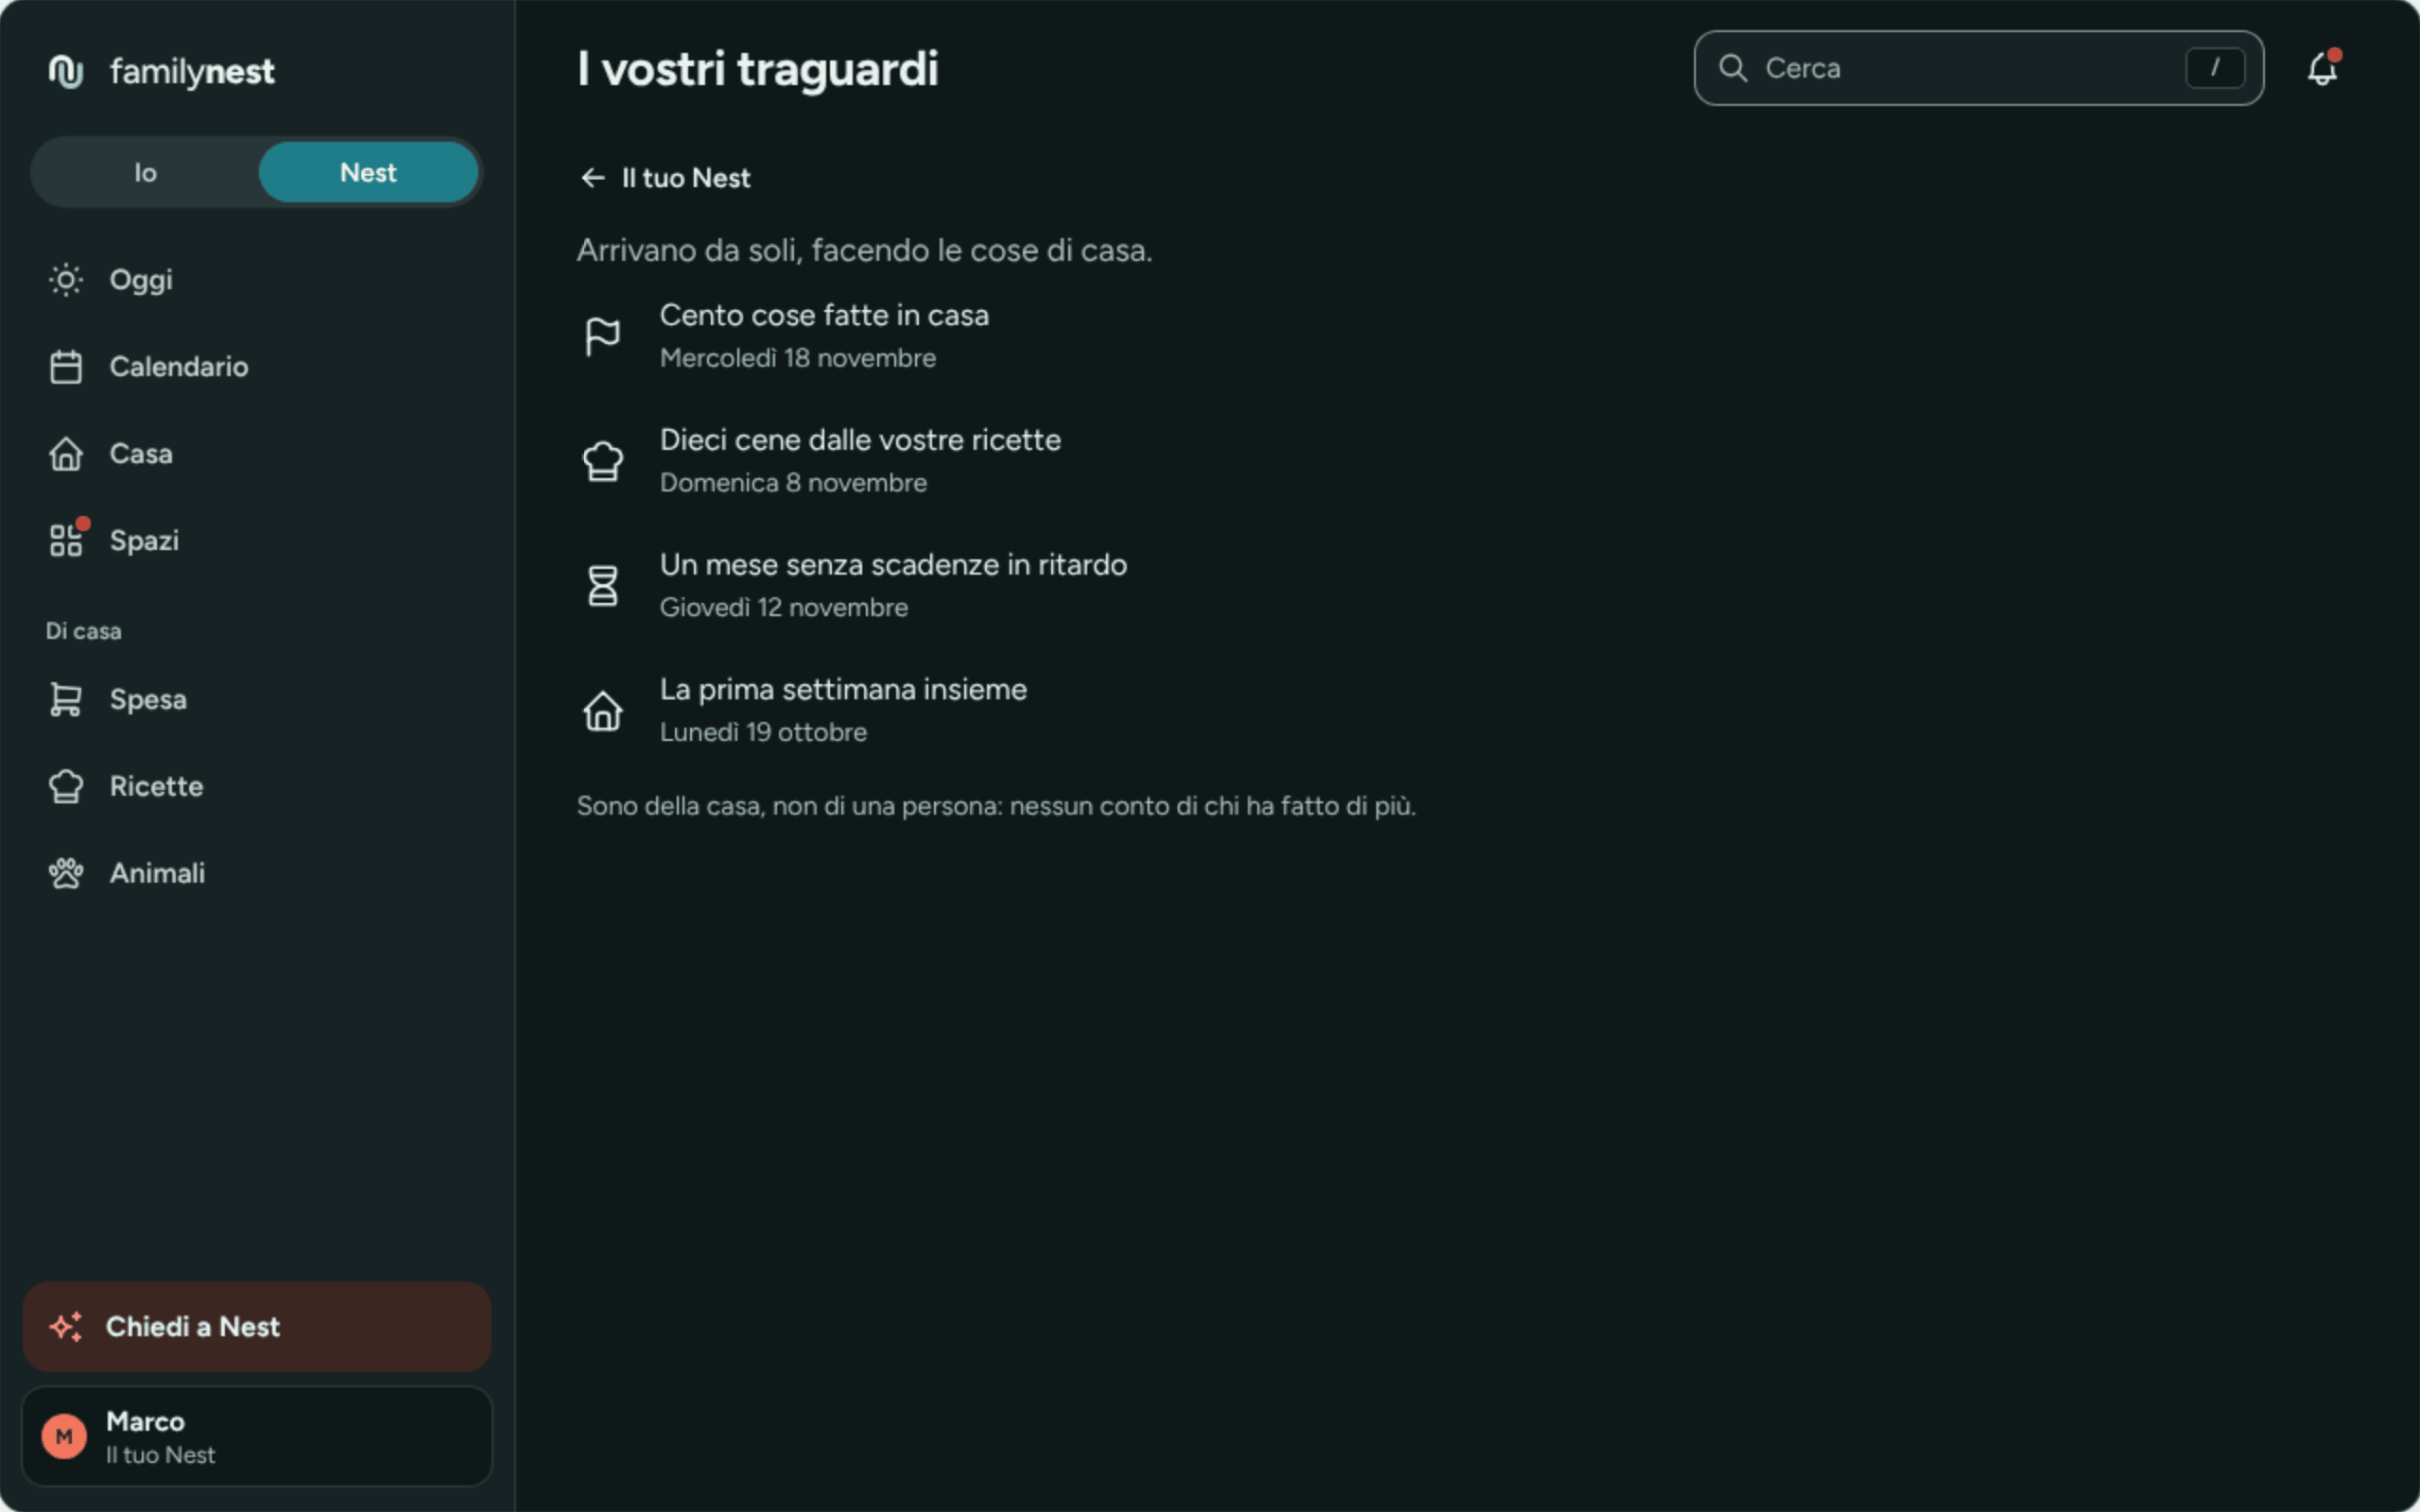 familynest
Io
Nest
Oggi
Calendario
Casa
Spazi
Di casa
Spesa
Ricette
Animali
Chiedi a Nest
M
Marco
Il tuo Nest
I vostri traguardi
Cerca
/
Il tuo Nest
Arrivano da soli, facendo le cose di casa.
Cento cose fatte in casa
Mercoledì 18 novembre
Dieci cene dalle vostre ricette
Domenica 8 novembre
Un mese senza scadenze in ritardo
Giovedì 12 novembre
La prima settimana insieme
Lunedì 19 ottobre
Sono della casa, non di una persona: nessun conto di chi ha fatto di più.